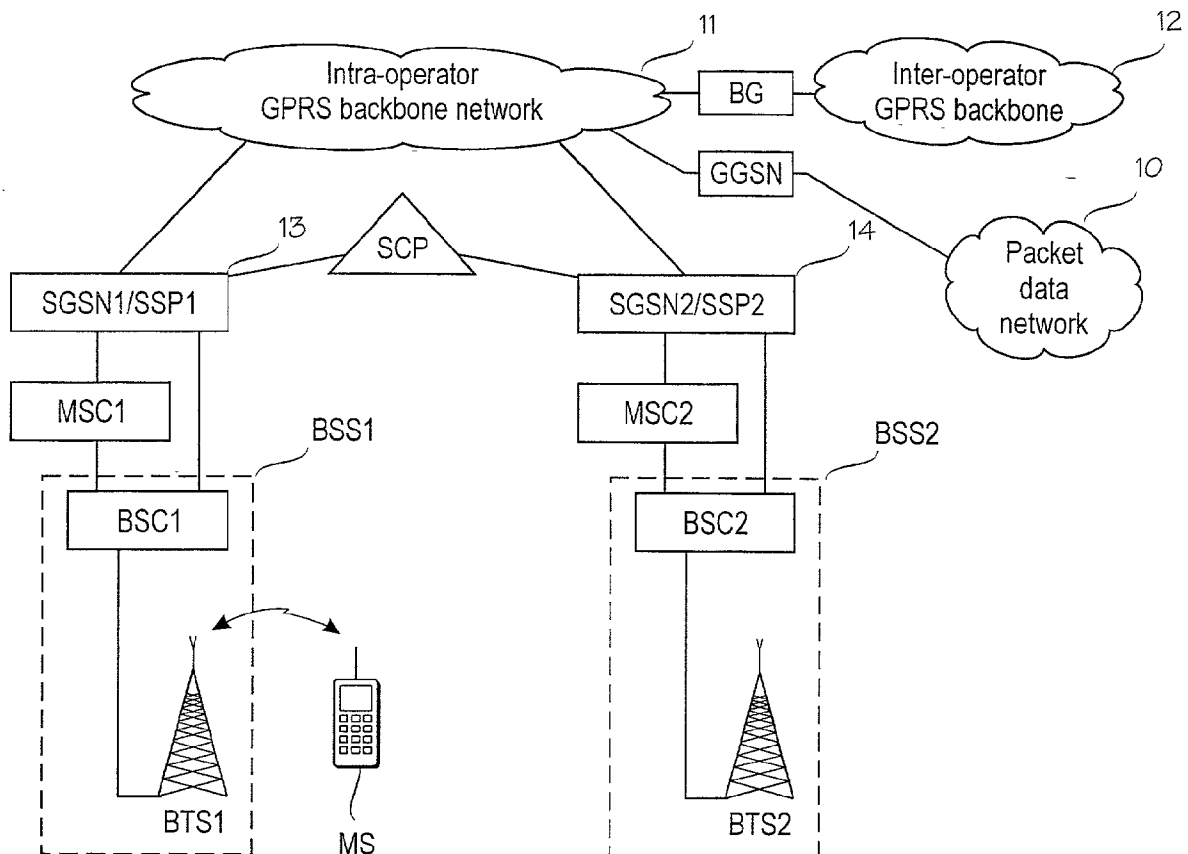 11
12
Intra-operator
GPRS backbone network
BG
Inter-operator
GPRS backbone
GGSN
10
13
SCP
14
Packet
data
network
SGSN1/SSP1
SGSN2/SSP2
MSC1
MSC2
BSS1
BSS2
BSC1
BSC2
BTS1
MS
BTS2